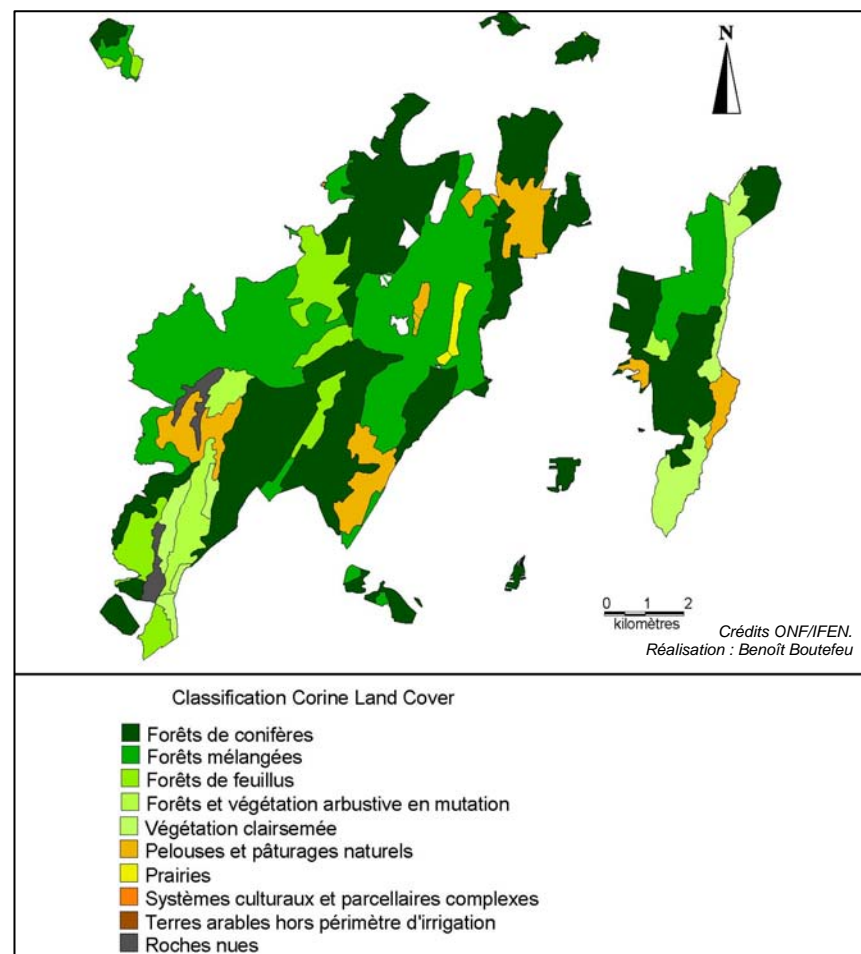 N
0 1 2
kilomètres
Crédits ONF/IFEN.
Réalisation : Benoît Boutefeu
Classification Corine Land Cover
Forêts de conifères
Forêts mélangées
Forêts de feuillus
Forêts et végétation arbustive en mutation
Végétation clairsemée
Pelouses et pâturages naturels
Prairies
Systèmes culturaux et parcellaires complexes
Terres arables hors périmètre d'irrigation
Roches nues